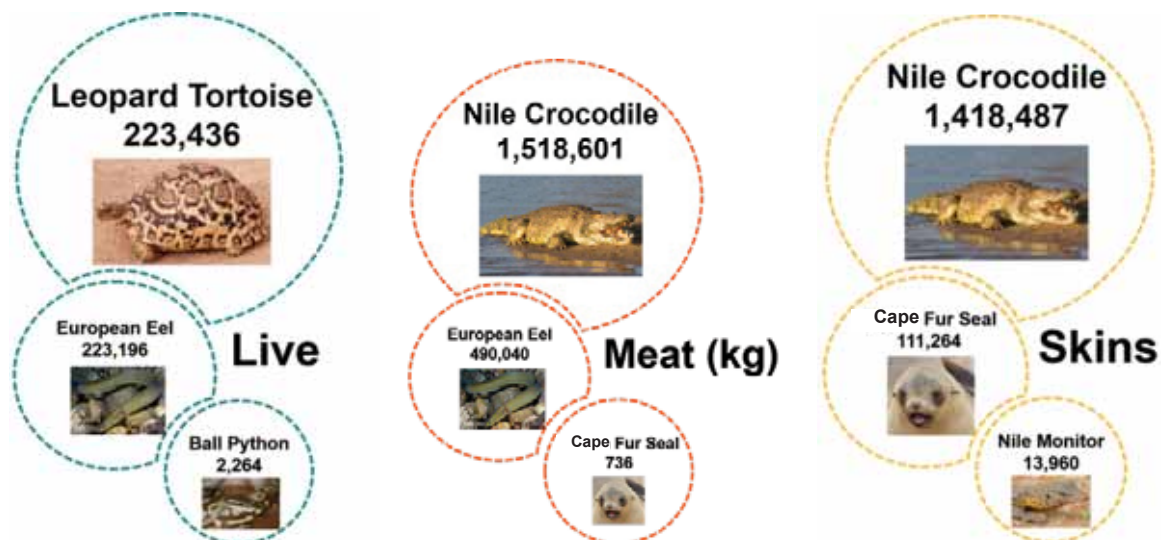 Leopard Tortoise
223,436
European Eel
223,196
Live
Ball Python
2,264
Nile Crocodile
1,518,601
European Eel
490,040
Meat (kg)
Cape Fur Seal
736
Nile Crocodile
1,418,487
Cape Fur Seal
111,264
Skins
Nile Monitor
13,960